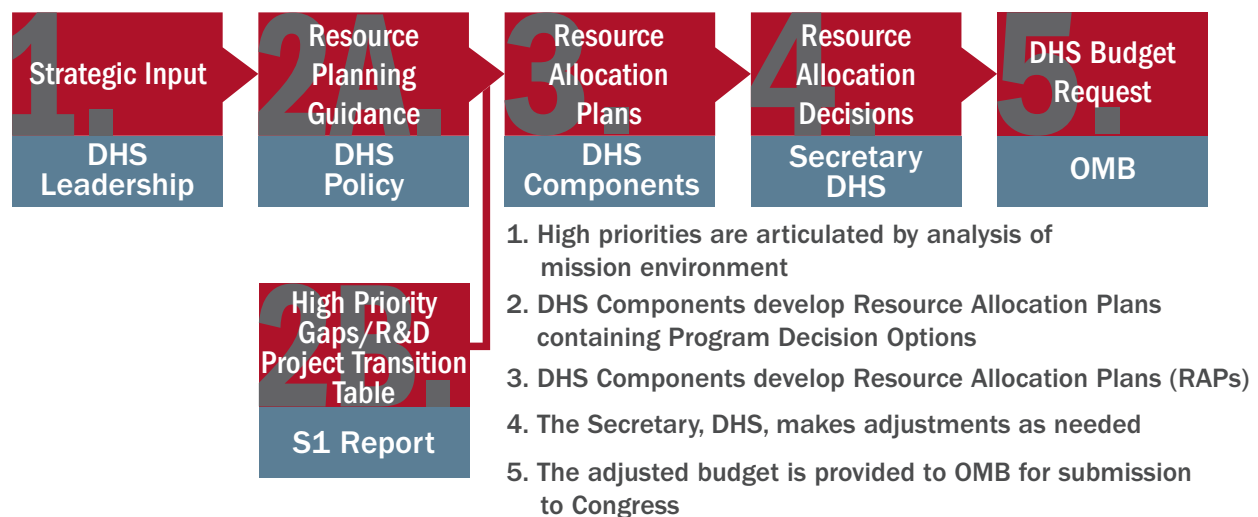 1.
Strategic Input
DHS
Leadership
2A.
Resource
Planning
Guidance
DHS
Policy
3.
Resource
Allocation
Plans
DHS
Components
4.
Resource
Allocation
Decisions
Secretary
DHS
5.
DHS Budget
Request
OMB
2B.
High Priority
Gaps/R&D
Project Transition
Table
S1 Report
1. High priorities are articulated by analysis of
mission environment
2. DHS Components develop Resource Allocation Plans
containing Program Decision Options
3. DHS Components develop Resource Allocation Plans (RAPs)
4. The Secretary, DHS, makes adjustments as needed
5. The adjusted budget is provided to OMB for submission
to Congress